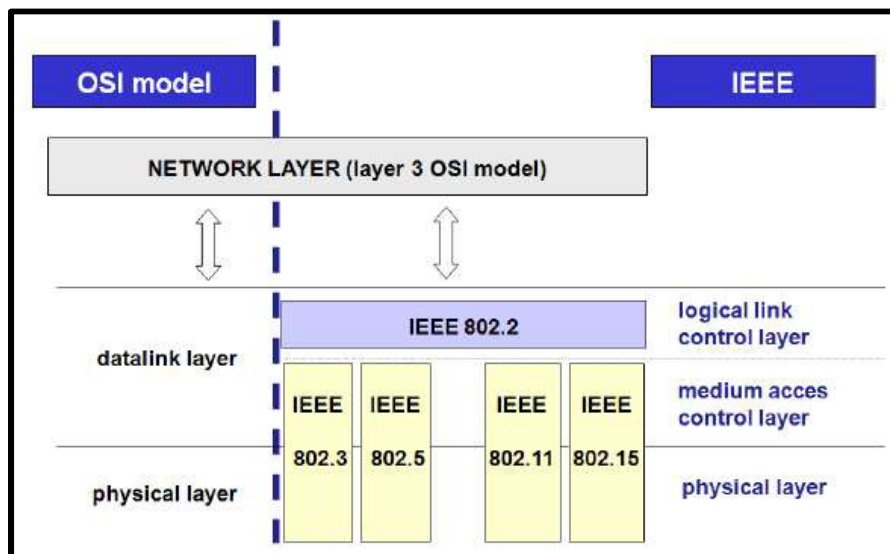 OSI model
IEEE
NETWORK LAYER (layer 3 OSI model)
IEEE 802.2
logical link
control layer
datalink layer
IEEE IEEE IEEE IEEE
medium acces
control layer
802.3 802.5 802.11 802.15
physical layer
physical layer